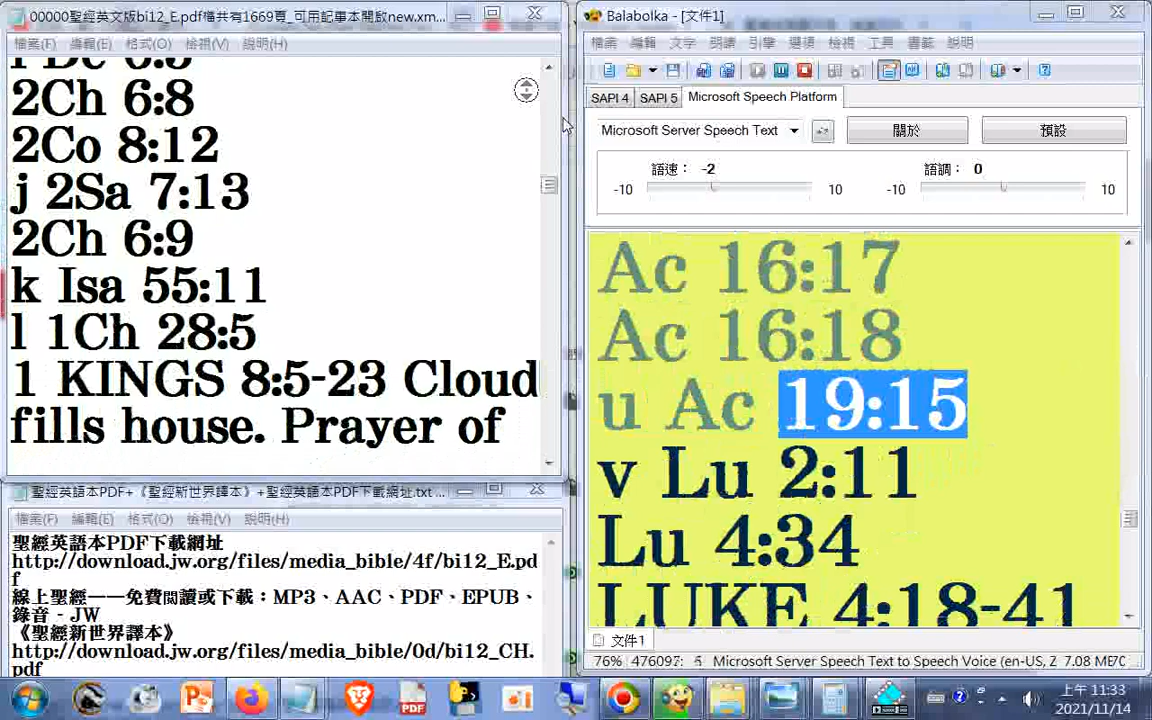 00000聖經英文版bi12_E.pdf檔共有1669頁_可用記事本開啟new.xm...
檔案(F) 編輯(E) 格式(O) 檢視(V) 說明(H)
2Ch 6:8
2Co 8:12
j 2Sa 7:13
2Ch 6:9
k Isa 55:11
l 1Ch 28:5
1 KINGS 8:5-23 Cloud
fills house. Prayer of
聖經英語本PDF+《聖經新世界譯本》+聖經英語本PDF下載網址.txt ...
檔案(F) 編輯(E) 格式(O) 檢視(V) 說明(H)
聖經英語本PDF下載網址
http://download.jw.org/files/media_bible/4f/bi12_E.pd
f
線上聖經——免費閱讀或下載：MP3、AAC、PDF、EPUB、
錄音 - JW
《聖經新世界譯本》
http://download.jw.org/files/media_bible/0d/bi12_CH.
pdf
Balabolka - [文件1]
檔案 編輯 文字 朗讀 引擎 選項 檢視 工具 書籤 說明
SAPI 4 SAPI 5 Microsoft Speech Platform
Microsoft Server Speech Text 關於 預設
語速： -2 語調： 0
-10 10 -10 10
Ac 16:17
Ac 16:18
u Ac 19:15
v Lu 2:11
Lu 4:34
LUKE 4:18-41
文件1
76% 476097: 6 Microsoft Server Speech Text to Speech Voice (en-US, Z 7.08 ME
上午 11:33
2021/11/14